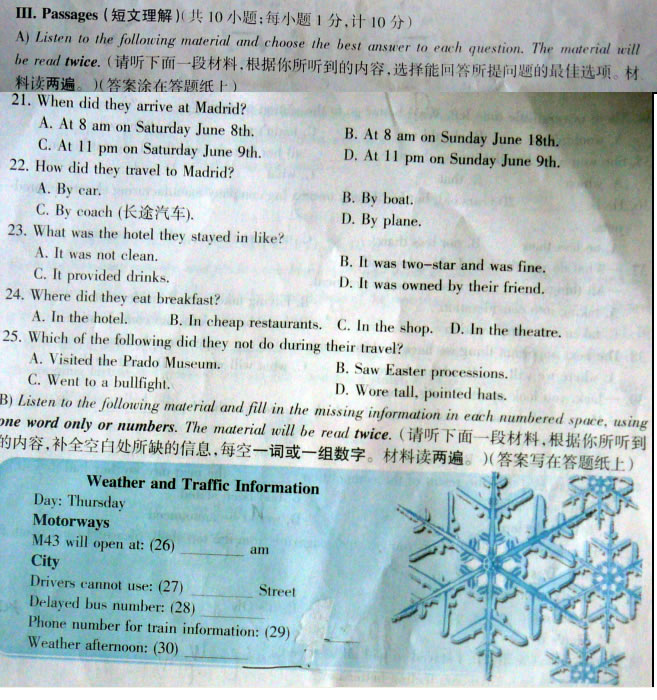 III. Passages (短文理解)(共 10 小题;每小题 1 分,计 10 分)
A) Listen to the following material and choose the best answer to each question. The material will
be read twice. (请听下面一段材料,根据你所听到的内容,选择能回答所提问题的最佳选项。材
料读两遍。)(答案涂在答题纸上)
21. When did they arrive at Madrid?
A. At 8 am on Saturday June 8th. B. At 8 am on Sunday June 18th.
C. At 11 pm on Saturday June 9th. D. At 11 pm on Sunday June 9th.
22. How did they travel to Madrid?
A. By car. B. By boat.
C. By coach (长途汽车). D. By plane.
23. What was the hotel they stayed in like?
A. It was not clean. B. It was two-star and was fine.
C. It provided drinks. D. It was owned by their friend.
24. Where did they eat breakfast?
A. In the hotel. B. In cheap restaurants. C. In the shop. D. In the theatre.
25. Which of the following did they not do during their travel?
A. Visited the Prado Museum. B. Saw Easter processions.
C. Went to a bullfight. D. Wore tall, pointed hats.
B) Listen to the following material and fill in the missing information in each numbered space, using
one word only or numbers. The material will be read twice. (请听下面一段材料,根据你所听到
的内容,补全空白处所缺的信息,每空一词或一组数字。材料读两遍。)(答案写在答题纸上)
Weather and Traffic Information
Day: Thursday
Motorways
M43 will open at: (26) ________ am
City
Drivers cannot use: (27) ________ Street
Delayed bus number: (28) ________
Phone number for train information: (29) ________
Weather afternoon: (30) ________